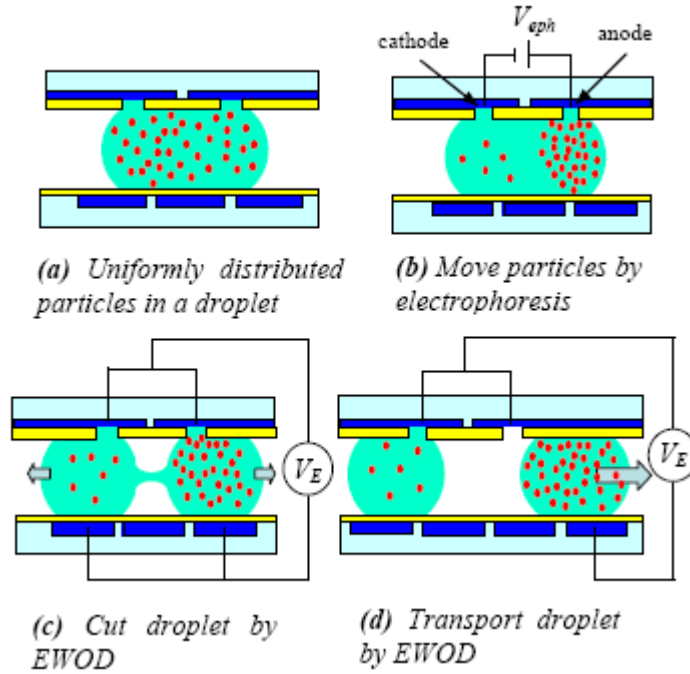 V_eph
cathode
anode
(a) Uniformly distributed
particles in a droplet
(b) Move particles by
electrophoresis
V_E
V_E
(c) Cut droplet by
EWOD
(d) Transport droplet
by EWOD